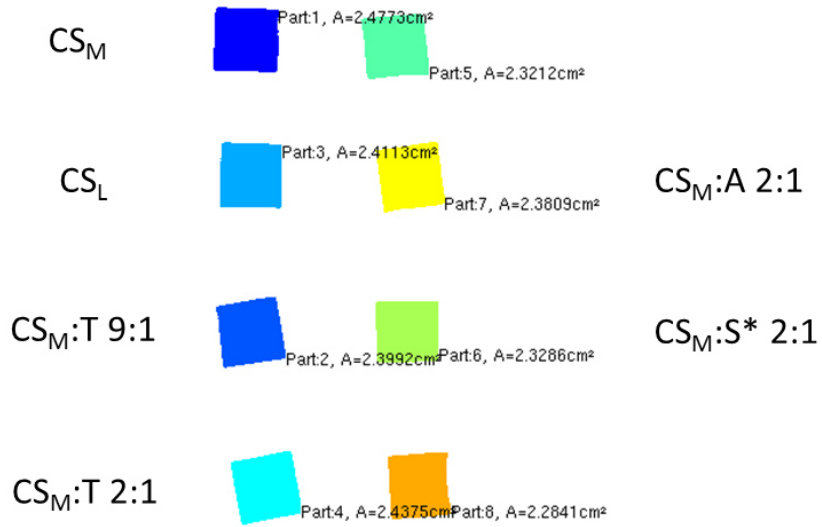 CSM
Part:1, A=2.4773cm²
Part:5, A=2.3212cm²
CSL
Part:3, A=2.4113cm²
Part:7, A=2.3809cm²
CSM:A 2:1
CSM:T 9:1
Part:2, A=2.3992cm²
Part:6, A=2.3286cm²
CSM:S* 2:1
CSM:T 2:1
Part:4, A=2.4375cm²
Part:8, A=2.2841cm²